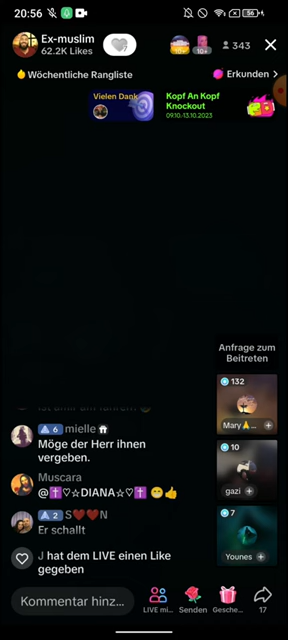 20:56
Ex-muslim
62.2K Likes
10+
10+
343
Wöchentliche Rangliste
Erkunden
Vielen Dank
Kopf An Kopf
Knockout
09.10-13.10/2023
Anfrage zum
Beitreten
132
Mary🙏...
6 mielle
Möge der Herr ihnen
vergeben.
10
gazi
Muscara
@✝️♡☆DIANA☆♡✝️ 😁👍
2 S❤️❤️N
Er schallt
7
Younes
J hat dem LIVE einen Like
gegeben
Kommentar hinz...
LIVE mi...
Senden
Gesche...
17